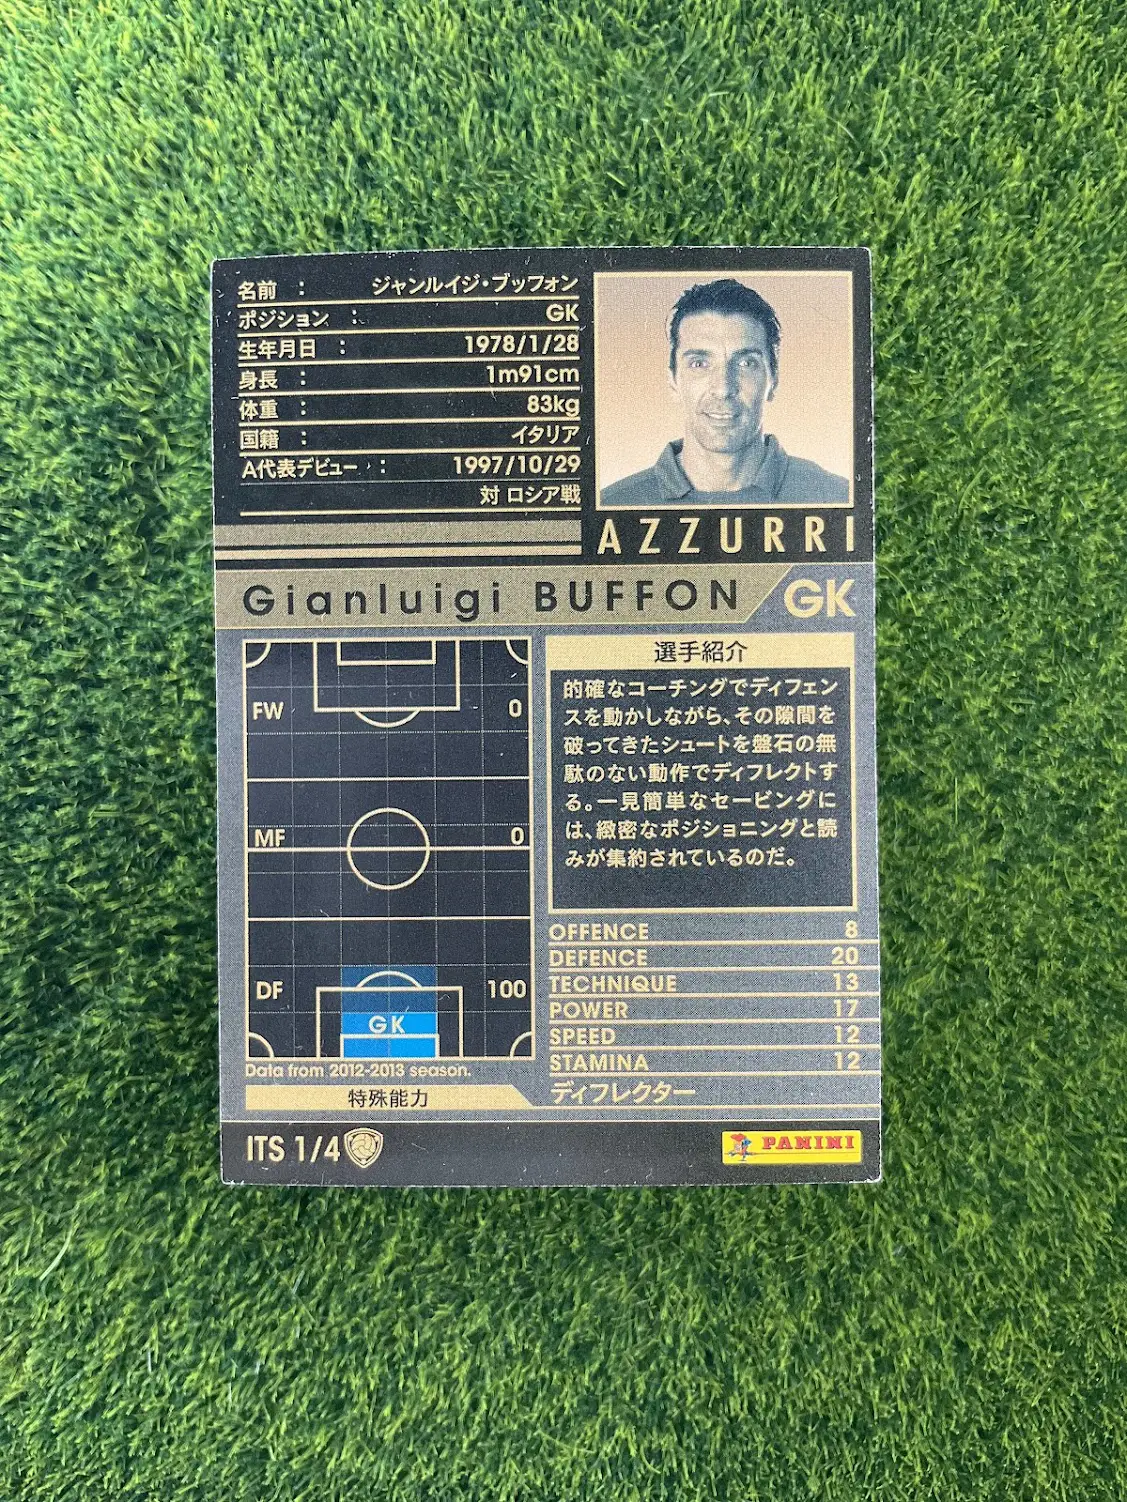 名前 : ジャンルイジ・ブッフォン
ポジション : GK
生年月日 : 1978/1/28
身長 : 1m91cm
体重 : 83kg
国籍 : イタリア
A代表デビュー : 1997/10/29
対 ロシア戦
AZZURRI
Gianluigi BUFFON GK
FW 0
MF 0
DF 100
GK
Data from 2012-2013 season.
選手紹介
的確なコーチングでディフェン
スを動かしながら、その隙間を
破ってきたシュートを盤石の無
駄のない動作でディフレクトす
る。一見簡単なセービングに
は、緻密なポジショニングと読
みが集約されているのだ。
OFFENCE 8
DEFENCE 20
TECHNIQUE 13
POWER 17
SPEED 12
STAMINA 12
特殊能力 ディフレクター
ITS 1/4
PANINI